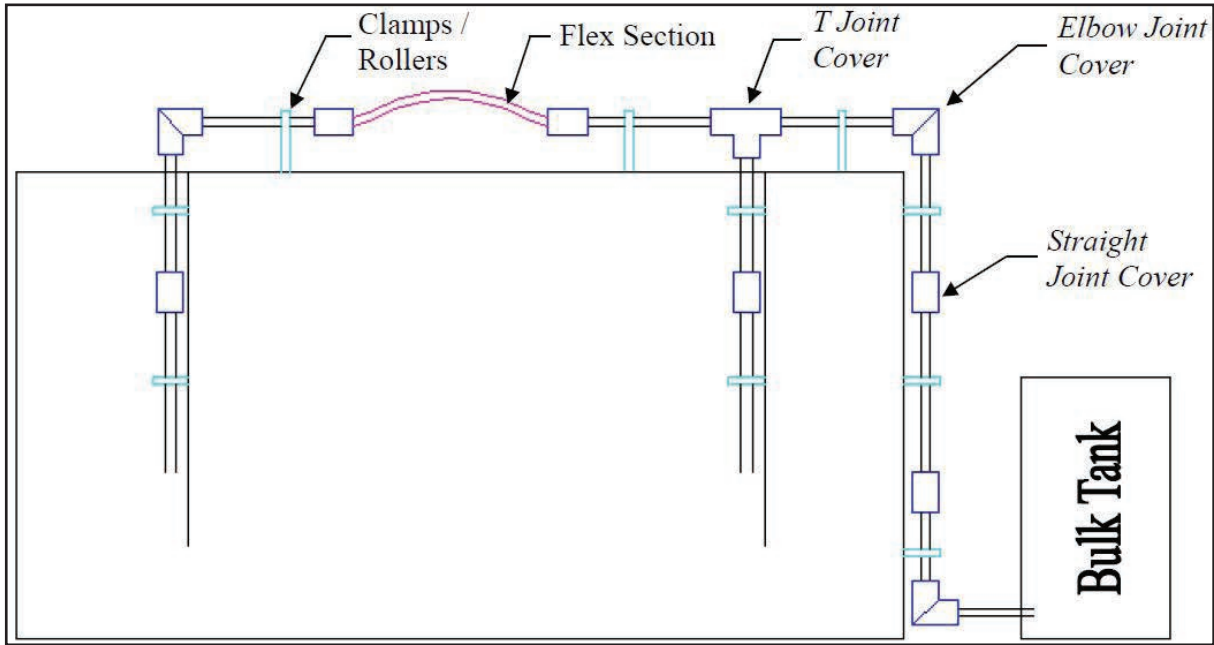 Clamps /
Rollers
Flex Section
T Joint
Cover
Elbow Joint
Cover
Straight
Joint Cover
Bulk Tank